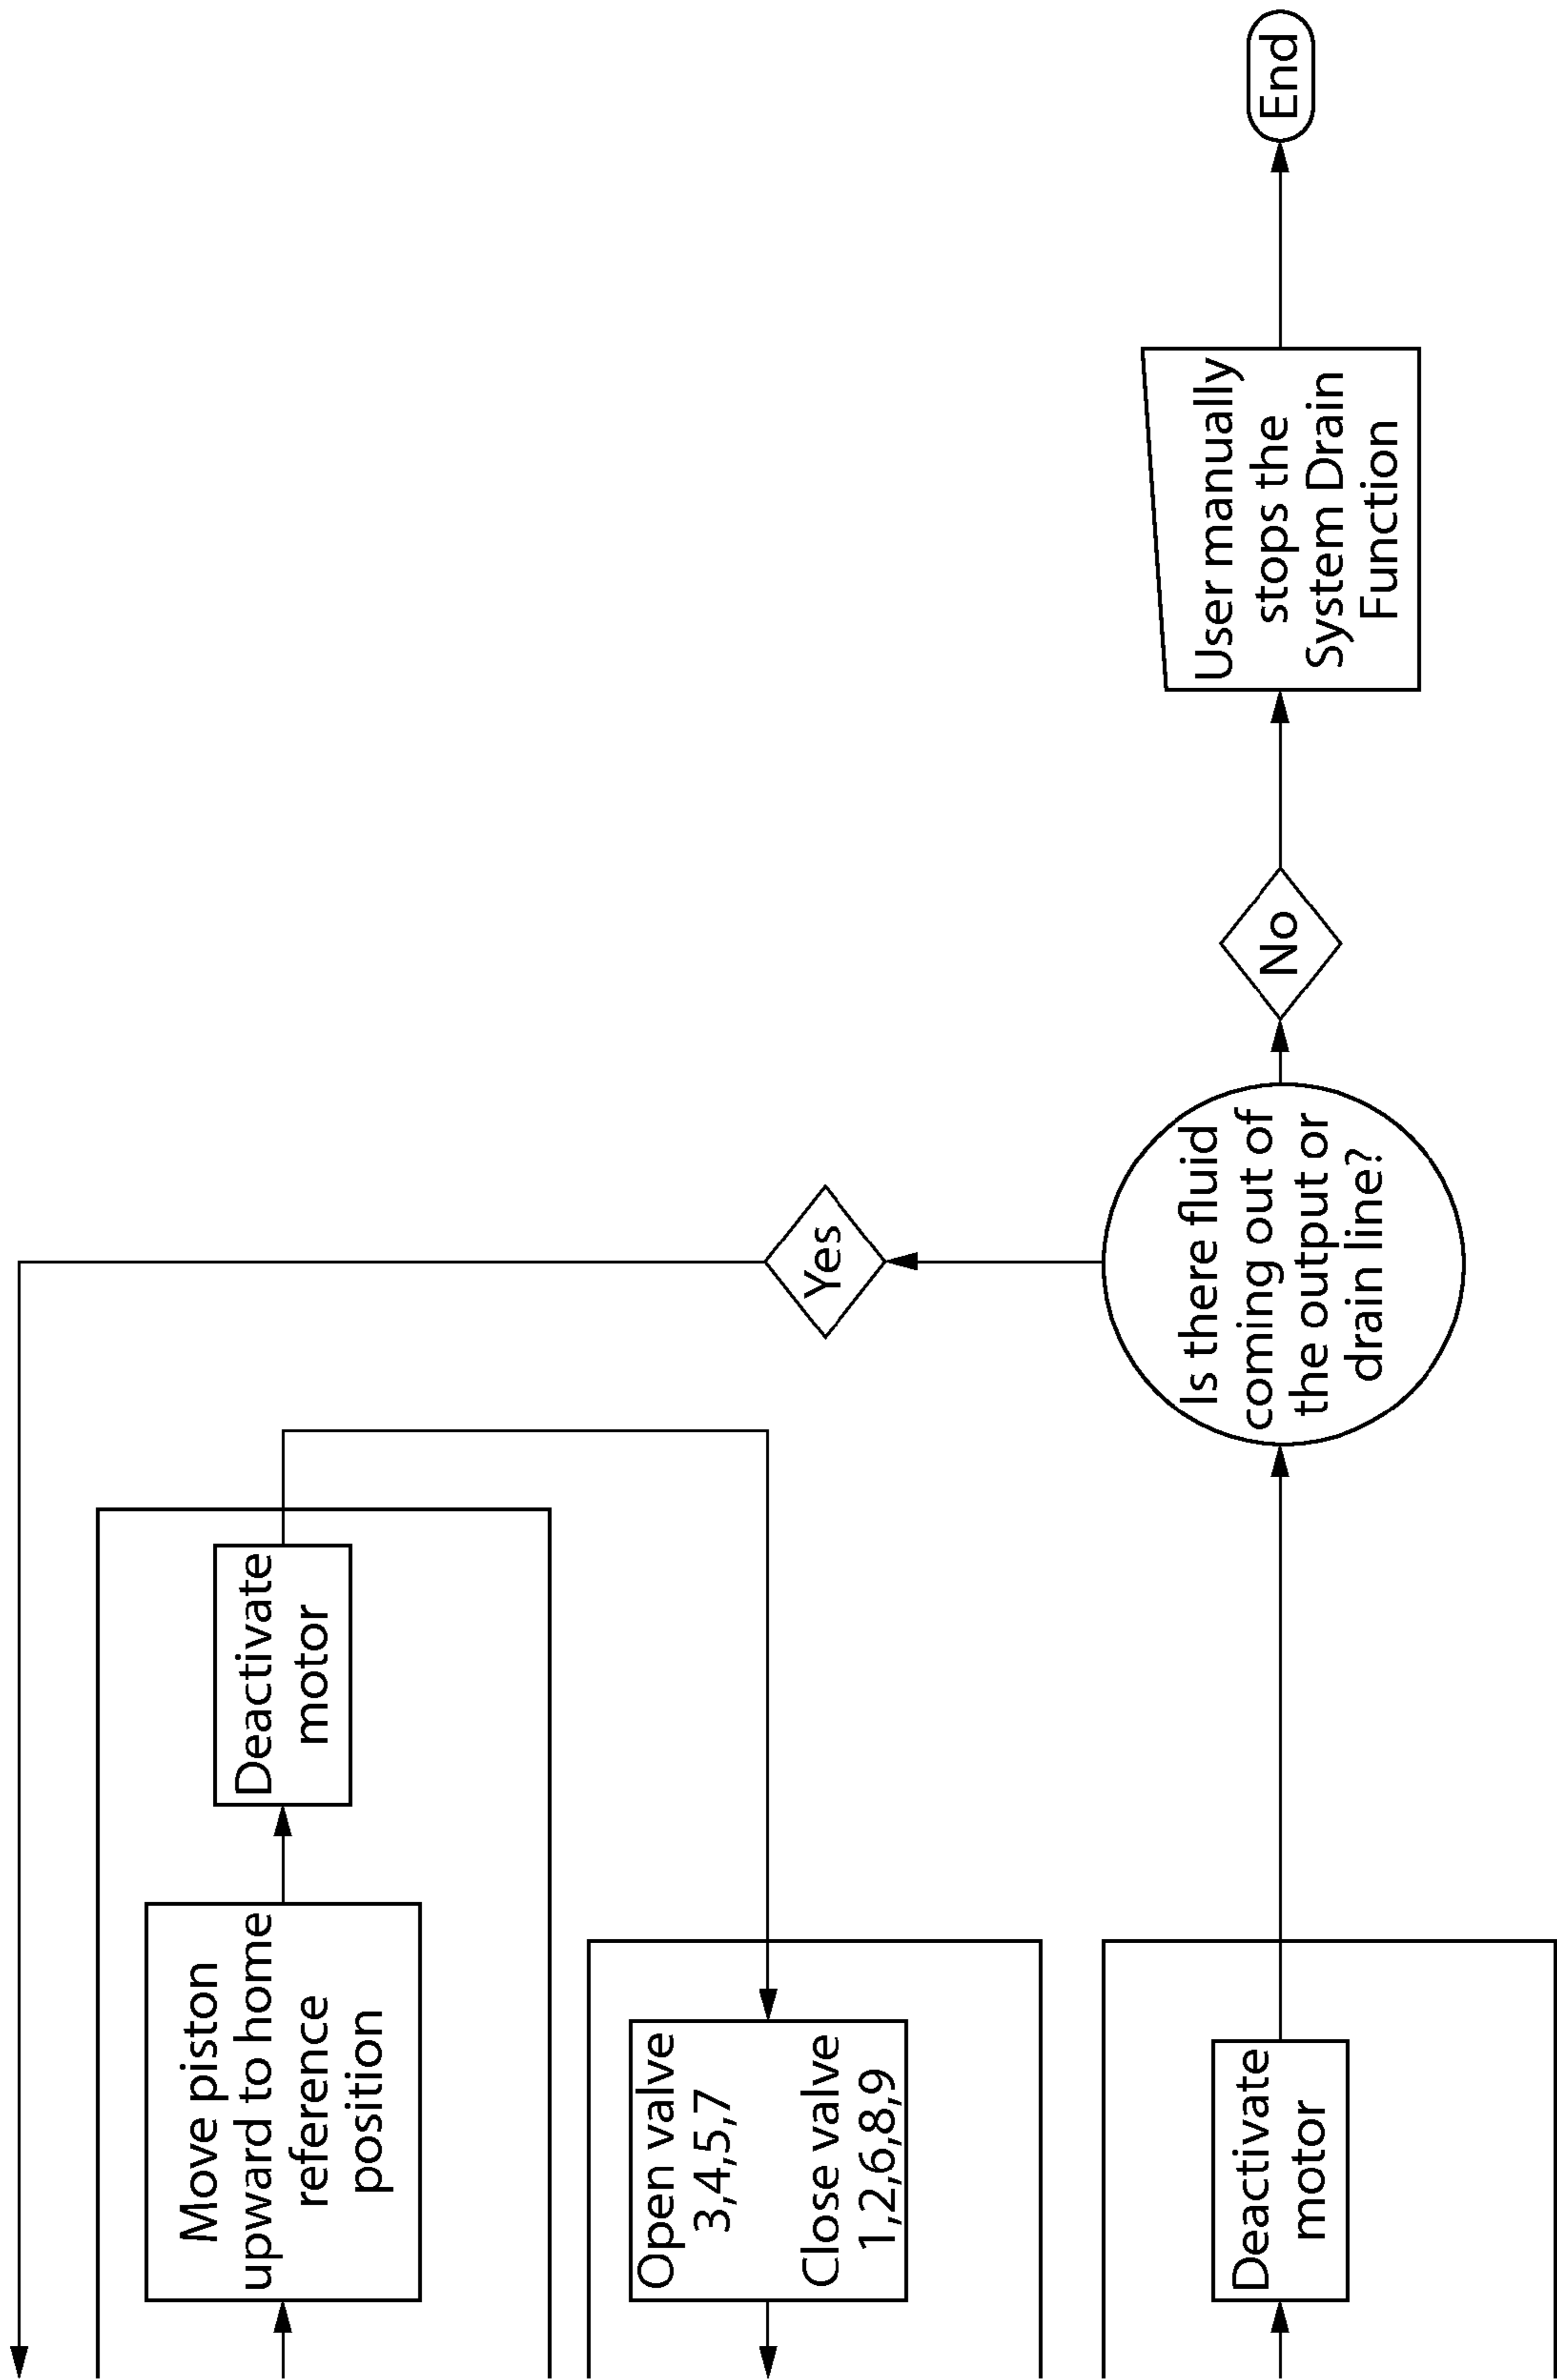 Move piston
upward to home
reference
position
Deactivate
motor
Open valve
3,4,5,7
Close valve
1,2,6,8,9
Yes
Deactivate
motor
Is there fluid
coming out of
the output or
drain line?
No
User manually
stops the
System Drain
Function
End